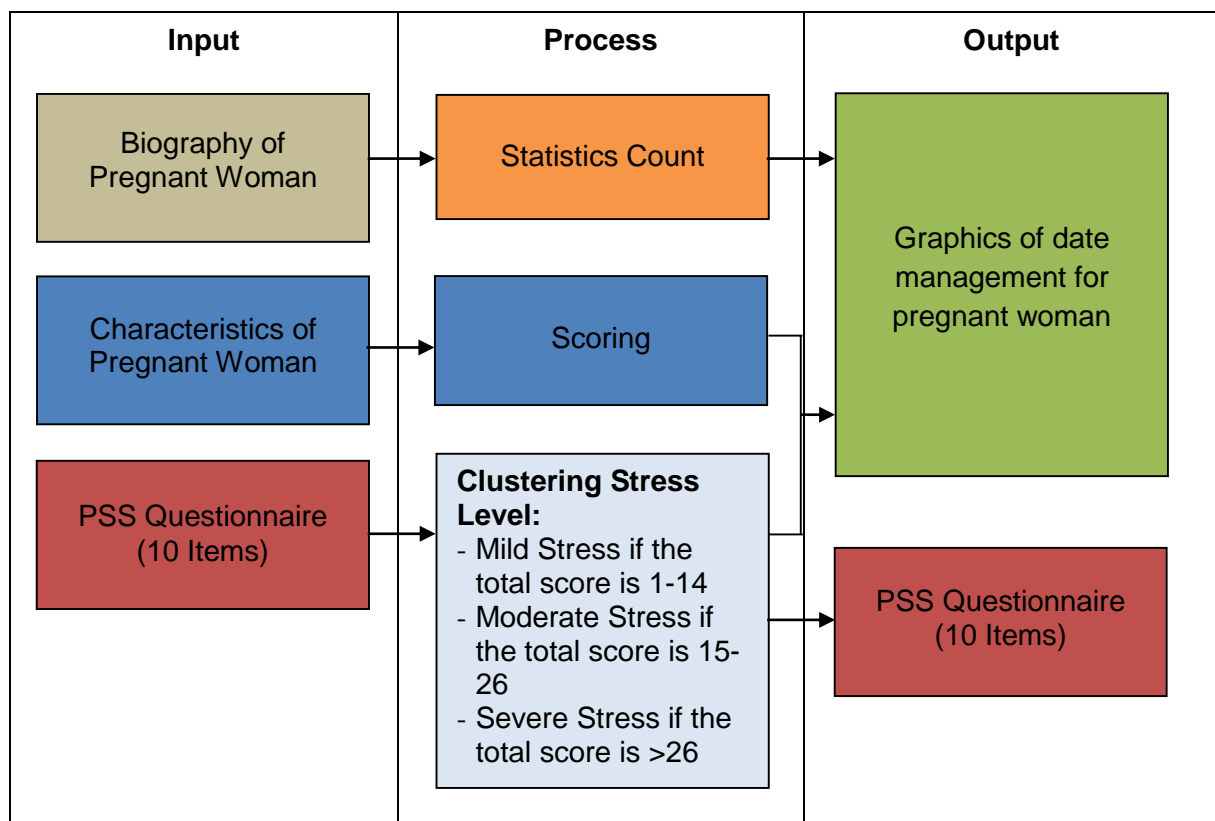 Input
Process
Output
Biography of
Pregnant Woman
Statistics Count
Graphics of date
management for
pregnant woman
Characteristics of
Pregnant Woman
Scoring
PSS Questionnaire
(10 Items)
Clustering Stress
Level:
- Mild Stress if the
total score is 1-14
- Moderate Stress if
the total score is 15-
26
- Severe Stress if the
total score is >26
PSS Questionnaire
(10 Items)